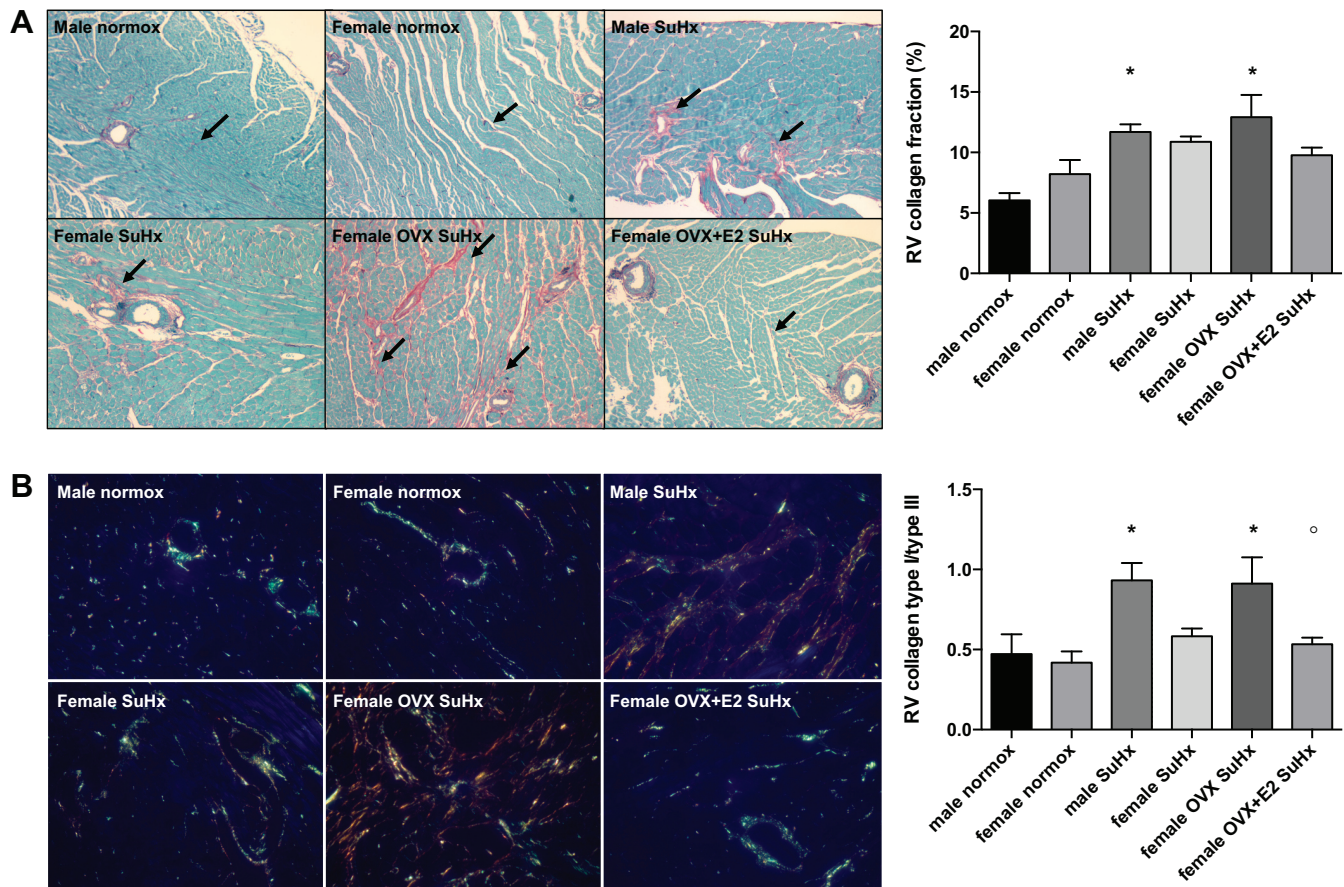 A
Male normox
Female normox
Male SuHx
Female SuHx
Female OVX SuHx
Female OVX+E2 SuHx
RV collagen fraction (%)
20
15
10
5
0
*
*
male normox
female normox
male SuHx
female SuHx
female OVX SuHx
female OVX+E2 SuHx
B
Male normox
Female normox
Male SuHx
Female SuHx
Female OVX SuHx
Female OVX+E2 SuHx
RV collagen type I/type III
1.5
1.0
0.5
0.0
*
*
○
male normox
female normox
male SuHx
female SuHx
female OVX SuHx
female OVX+E2 SuHx